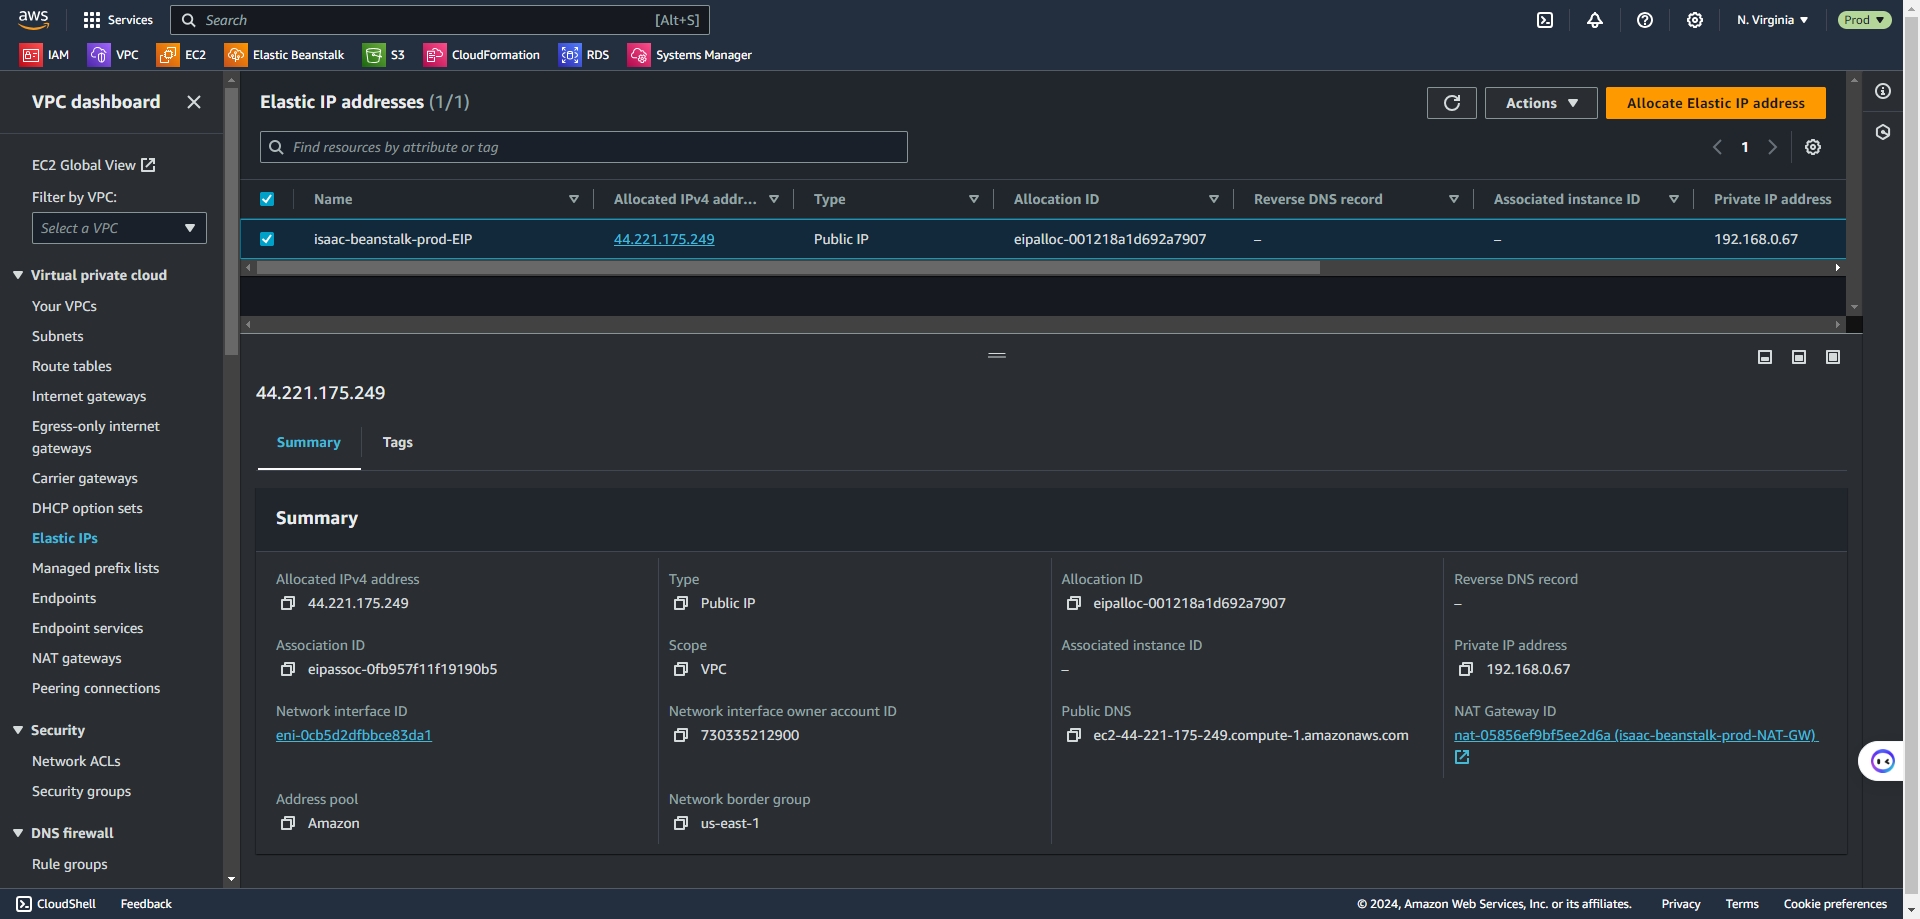 aws
Services
Search
[Alt+S]
N. Virginia
Prod
IAM
VPC
EC2
Elastic Beanstalk
S3
CloudFormation
RDS
Systems Manager
VPC dashboard
EC2 Global View
Filter by VPC:
Select a VPC
Virtual private cloud
Your VPCs
Subnets
Route tables
Internet gateways
Egress-only internet
gateways
Carrier gateways
DHCP option sets
Elastic IPs
Managed prefix lists
Endpoints
Endpoint services
NAT gateways
Peering connections
Security
Network ACLs
Security groups
DNS firewall
Rule groups
Elastic IP addresses (1/1)
Actions
Allocate Elastic IP address
Find resources by attribute or tag
1
Name
Allocated IPv4 addr...
Type
Allocation ID
Reverse DNS record
Associated instance ID
Private IP address
isaac-beanstalk-prod-EIP
44.221.175.249
Public IP
eipalloc-001218a1d692a7907
–
–
192.168.0.67
44.221.175.249
Summary
Tags
Summary
Allocated IPv4 address
44.221.175.249
Type
Public IP
Allocation ID
eipalloc-001218a1d692a7907
Reverse DNS record
–
Association ID
eipassoc-0fb957f11f19190b5
Scope
VPC
Associated instance ID
–
Private IP address
192.168.0.67
Network interface ID
eni-0cb5d2dfbbce83da1
Network interface owner account ID
730335212900
Public DNS
ec2-44-221-175-249.compute-1.amazonaws.com
NAT Gateway ID
nat-05856ef9bf5ee2d6a (isaac-beanstalk-prod-NAT-GW)
Address pool
Amazon
Network border group
us-east-1
CloudShell
Feedback
© 2024, Amazon Web Services, Inc. or its affiliates.
Privacy
Terms
Cookie preferences